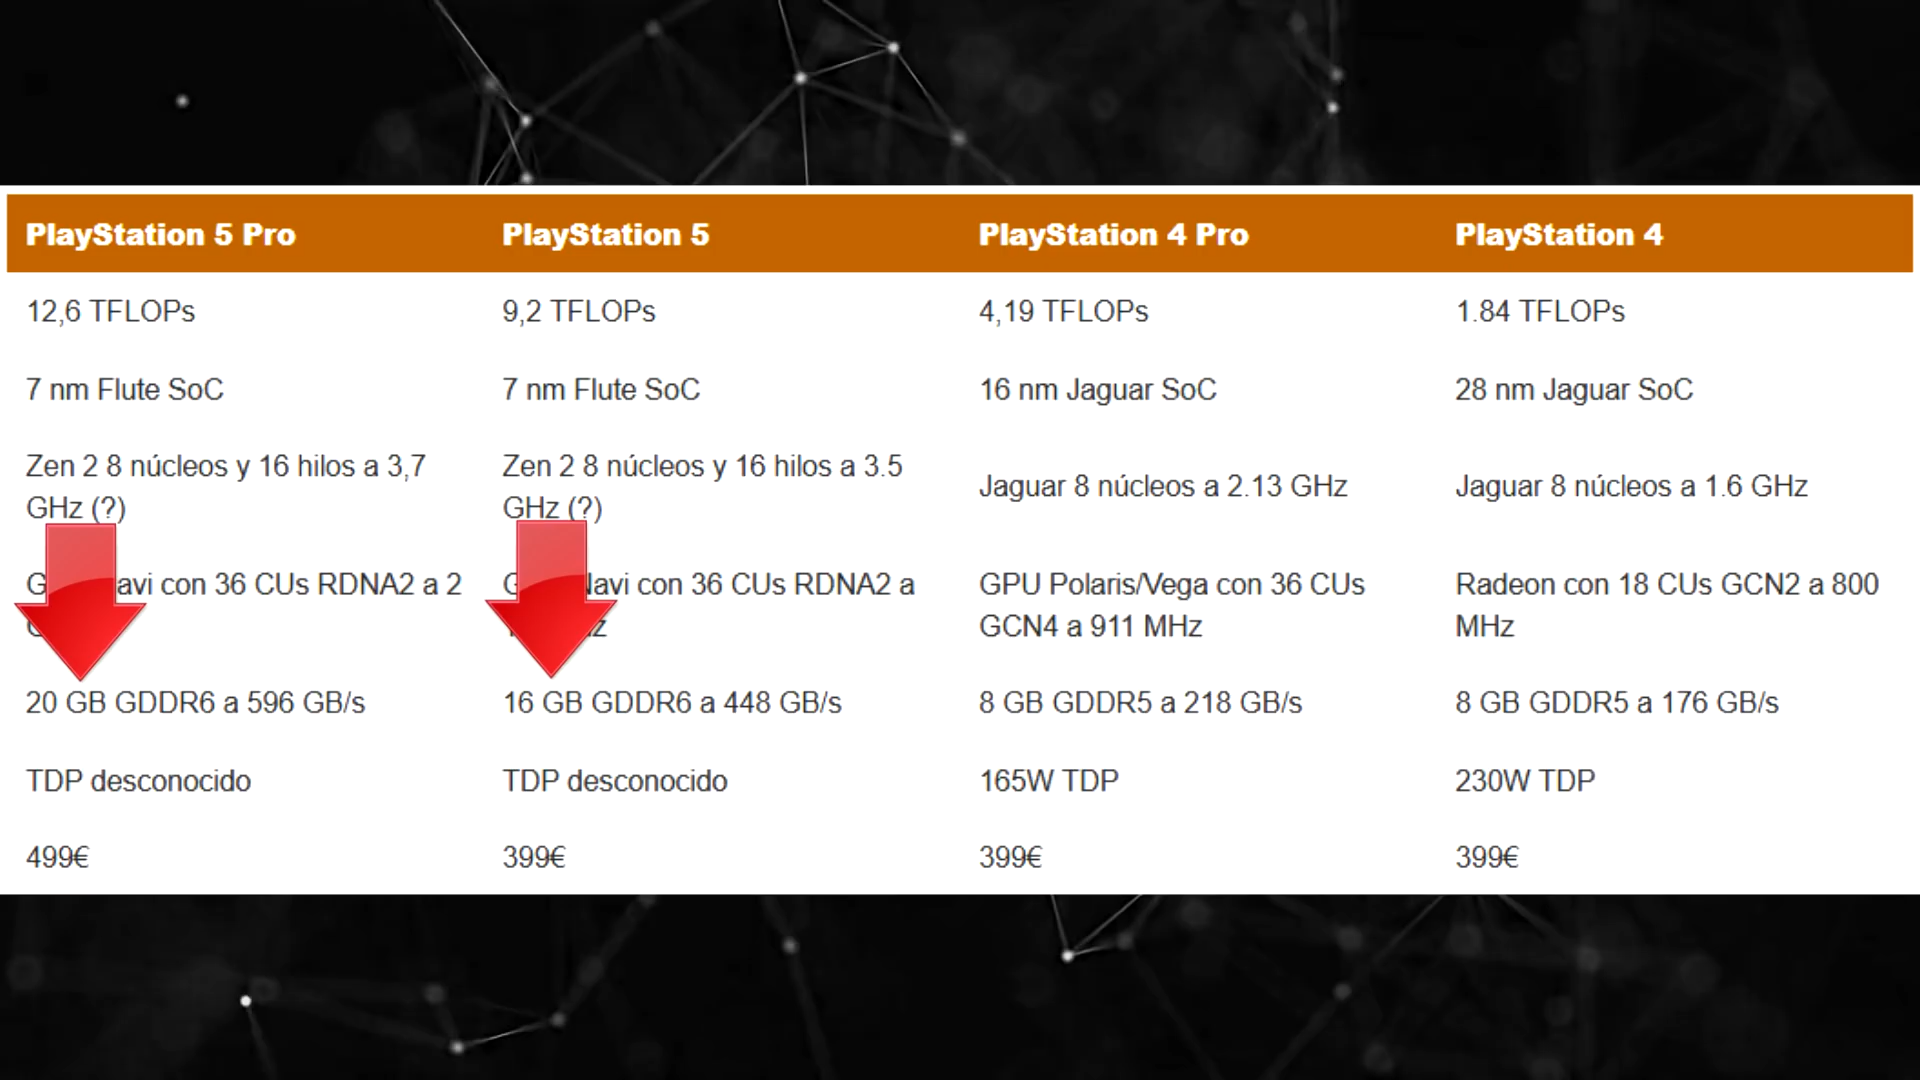 PlayStation 5 Pro PlayStation 5 PlayStation 4 Pro PlayStation 4
12,6 TFLOPs 9,2 TFLOPs 4,19 TFLOPs 1.84 TFLOPs
7 nm Flute SoC 7 nm Flute SoC 16 nm Jaguar SoC 28 nm Jaguar SoC
Zen 2 8 núcleos y 16 hilos a 3,7 Zen 2 8 núcleos y 16 hilos a 3.5
GHz (?) GHz (?) Jaguar 8 núcleos a 2.13 GHz Jaguar 8 núcleos a 1.6 GHz
con 36 CUs RDNA2 a 2 con 36 CUs RDNA2 a GPU Polaris/Vega con 36 CUs Radeon con 18 CUs GCN2 a 800
GCN4 a 911 MHz MHz
20 GB GDDR6 a 596 GB/s 16 GB GDDR6 a 448 GB/s 8 GB GDDR5 a 218 GB/s 8 GB GDDR5 a 176 GB/s
TDP desconocido TDP desconocido 165W TDP 230W TDP
499€ 399€ 399€ 399€